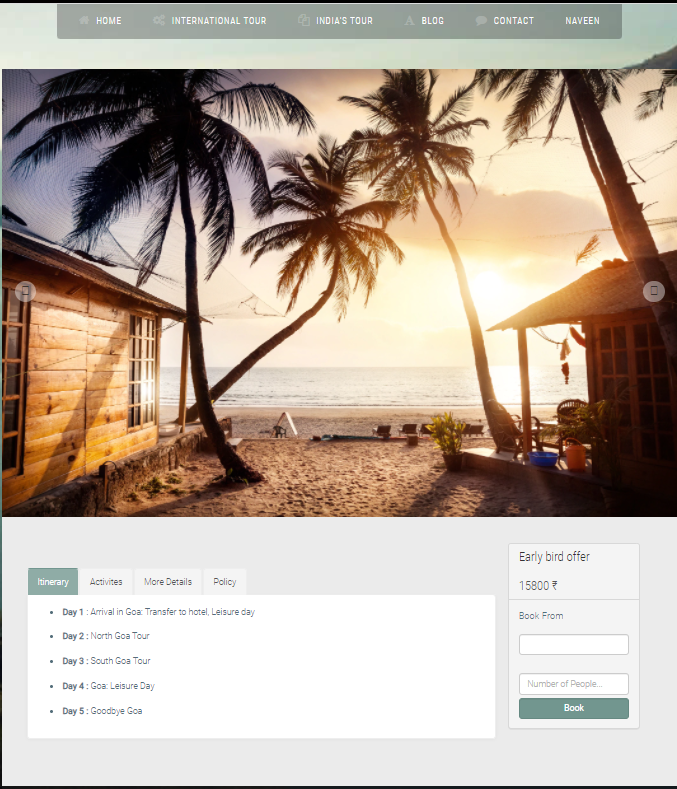 HOME INTERNATIONAL TOUR INDIA'S TOUR BLOG CONTACT NAVEEN
Early bird offer
15800 ₹
Itinerary Activites More Details Policy
Book From
Day 1 : Arrival in Goa: Transfer to hotel, Leisure day
Day 2 : North Goa Tour
Day 3 : South Goa Tour
Day 4 : Goa: Leisure Day
Day 5 : Goodbye Goa
Number of People...
Book